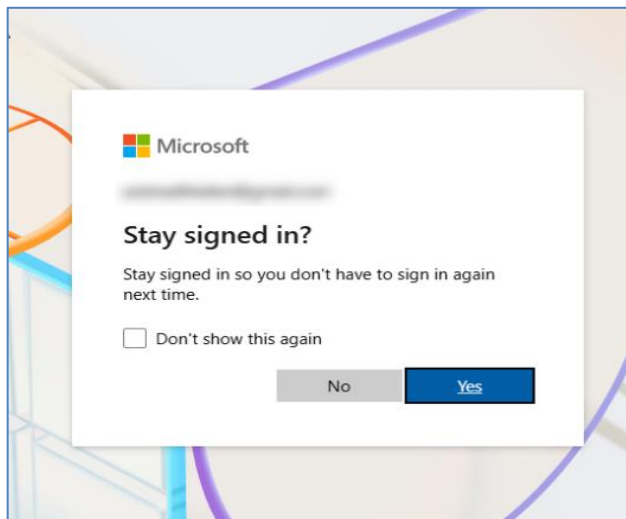 Microsoft
Stay signed in?
Stay signed in so you don't have to sign in again
next time.
Don't show this again
No
Yes